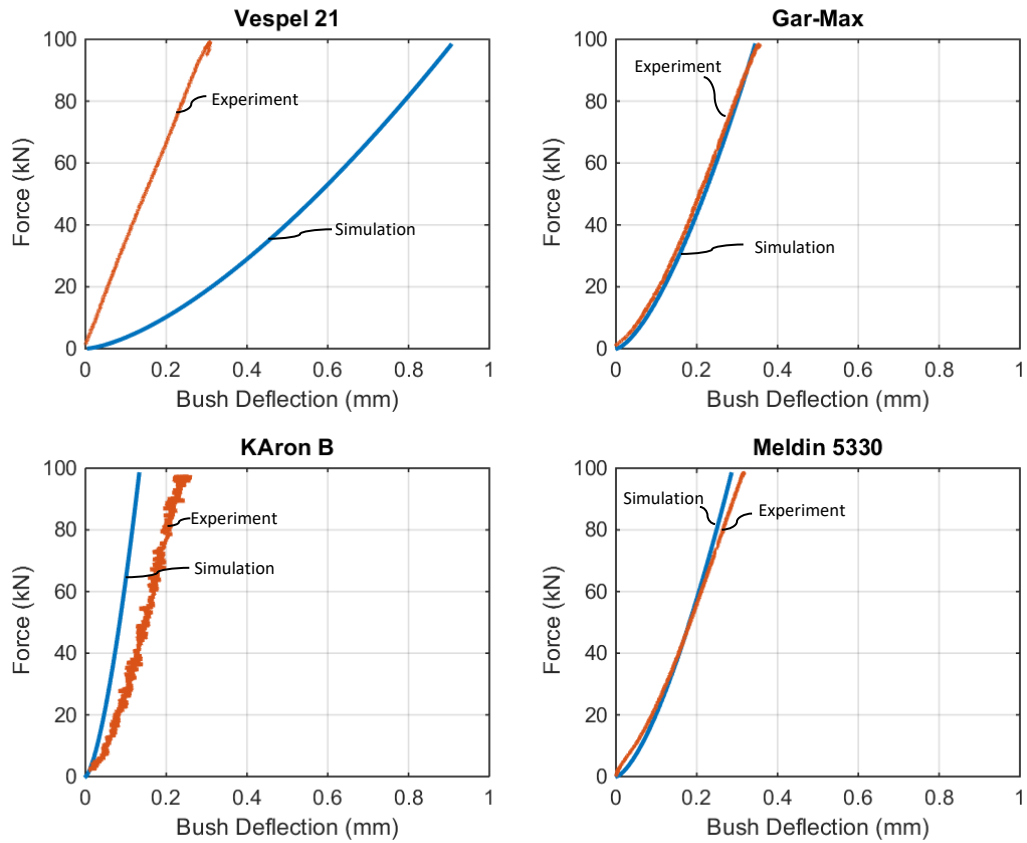 Vespel 21
100
80
60
40
20
0
Force (kN)
Experiment
Simulation
0 0.2 0.4 0.6 0.8 1
Bush Deflection (mm)
Gar-Max
100
80
60
40
20
0
Force (kN)
Experiment
Simulation
0 0.2 0.4 0.6 0.8 1
Bush Deflection (mm)
KAron B
100
80
60
40
20
0
Force (kN)
Experiment
Simulation
0 0.2 0.4 0.6 0.8 1
Bush Deflection (mm)
Meldin 5330
100
80
60
40
20
0
Force (kN)
Simulation
Experiment
0 0.2 0.4 0.6 0.8 1
Bush Deflection (mm)